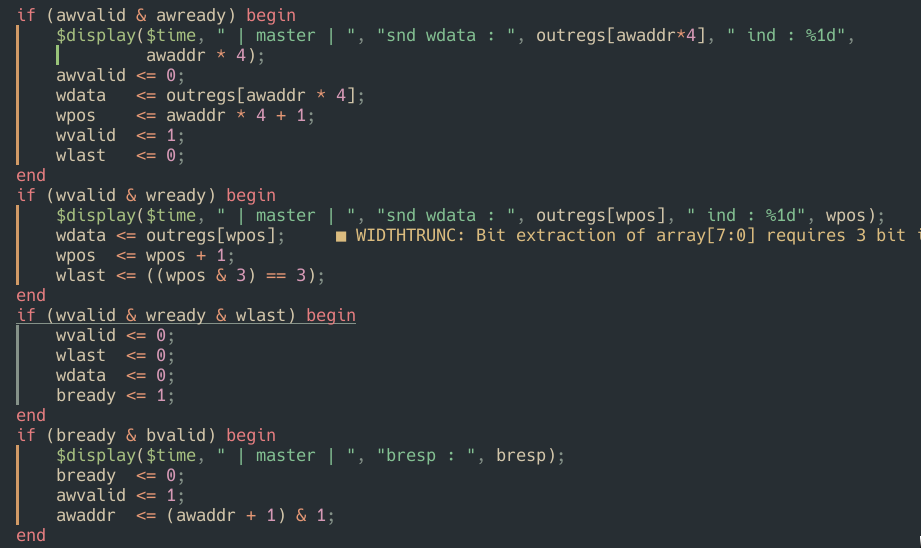 if (awvalid & awready) begin
    $display($time, " | master | ", "snd wdata : ", outregs[awaddr*4], " ind : %1d",
             awaddr * 4);
    awvalid <= 0;
    wdata   <= outregs[awaddr * 4];
    wpos    <= awaddr * 4 + 1;
    wvalid  <= 1;
    wlast   <= 0;
end
if (wvalid & wready) begin
    $display($time, " | master | ", "snd wdata : ", outregs[wpos], " ind : %1d", wpos);
    wdata <= outregs[wpos];     ■ WIDTHTRUNC: Bit extraction of array[7:0] requires 3 bit
    wpos  <= wpos + 1;
    wlast <= ((wpos & 3) == 3);
end
if (wvalid & wready & wlast) begin
    wvalid <= 0;
    wlast  <= 0;
    wdata  <= 0;
    bready <= 1;
end
if (bready & bvalid) begin
    $display($time, " | master | ", "bresp : ", bresp);
    bready  <= 0;
    awvalid <= 1;
    awaddr  <= (awaddr + 1) & 1;
end